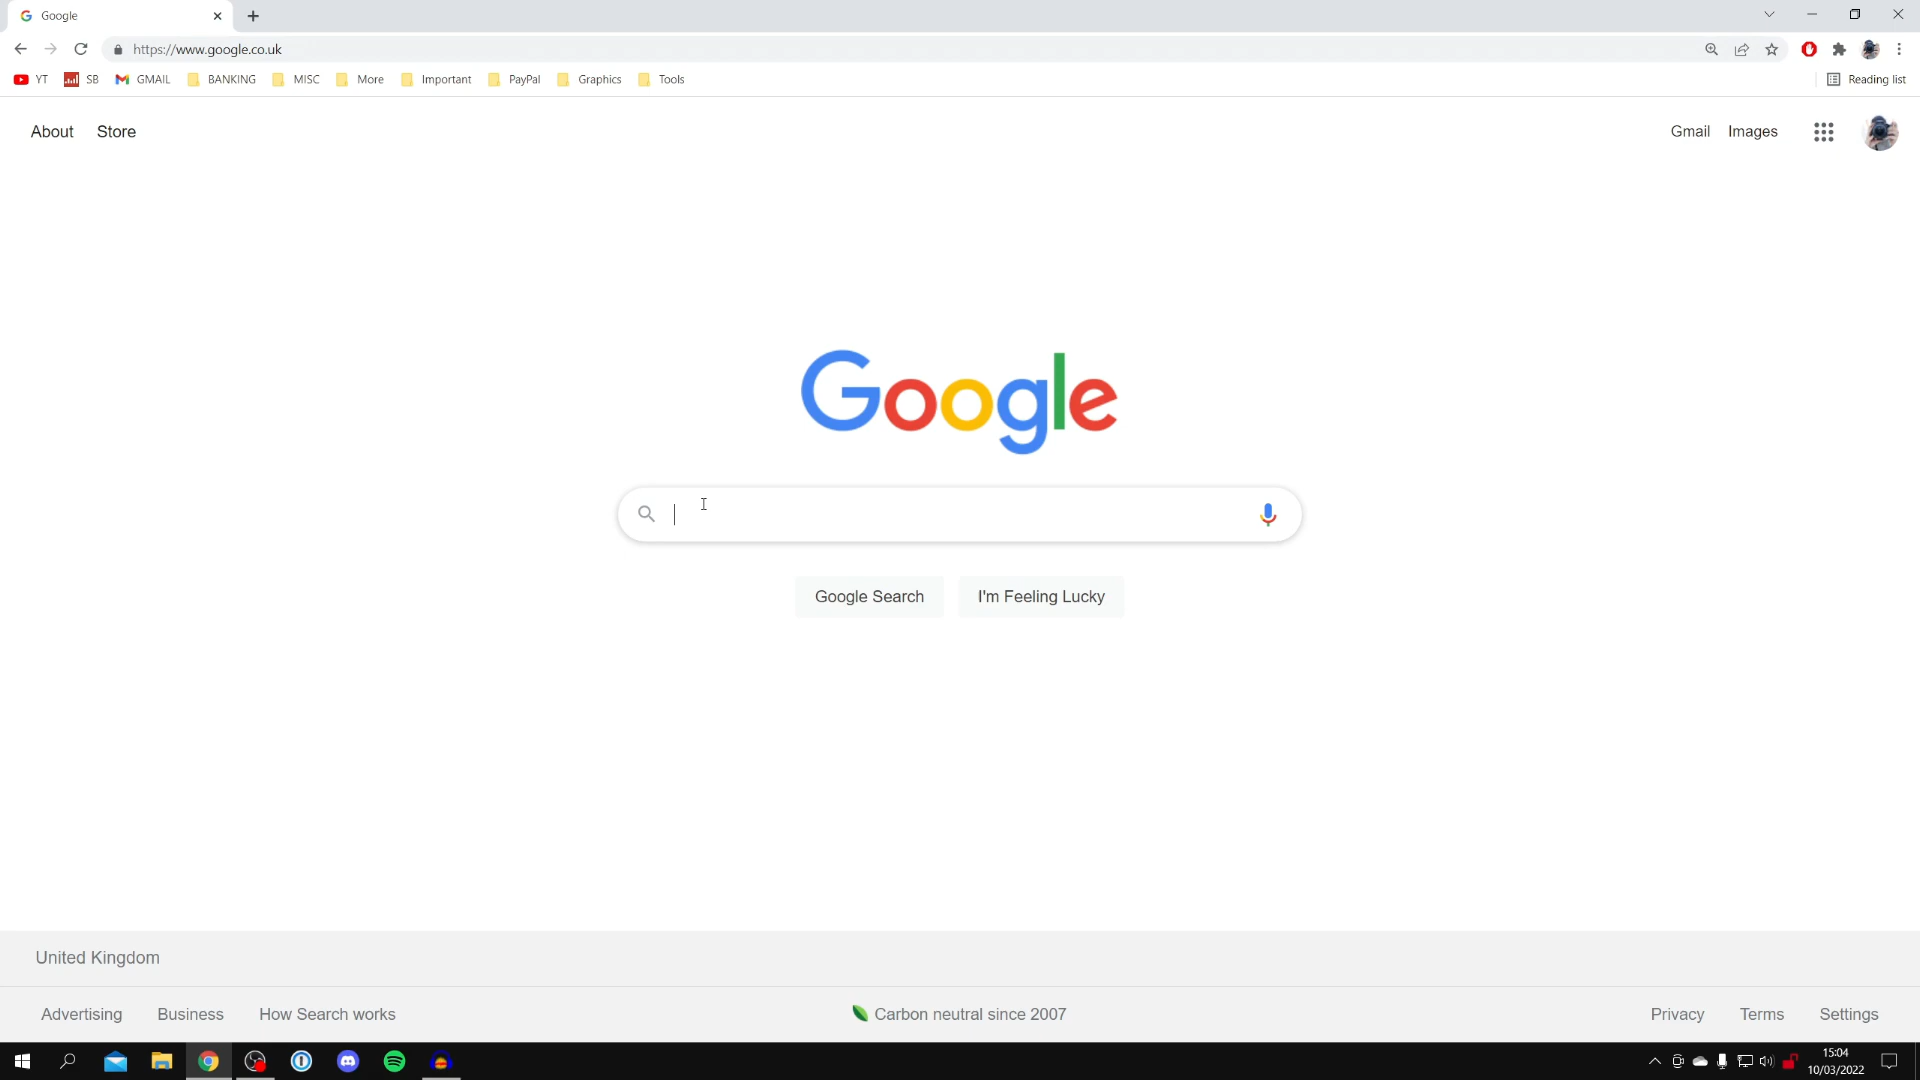 Google
https://www.google.co.uk
YT SB GMAIL BANKING MISC More Important PayPal Graphics Tools Reading list
About Store Gmail Images
Google
Google Search I'm Feeling Lucky
United Kingdom
Advertising Business How Search works Carbon neutral since 2007 Privacy Terms Settings
15:04
10/03/2022